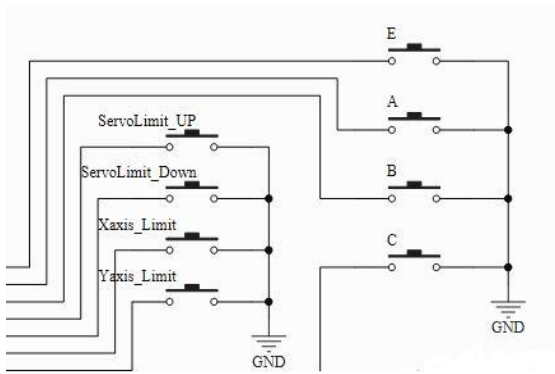 E
A
ServoLimit_UP
ServoLimit_Down
B
Xaxis_Limit
C
Yaxis_Limit
GND
GND